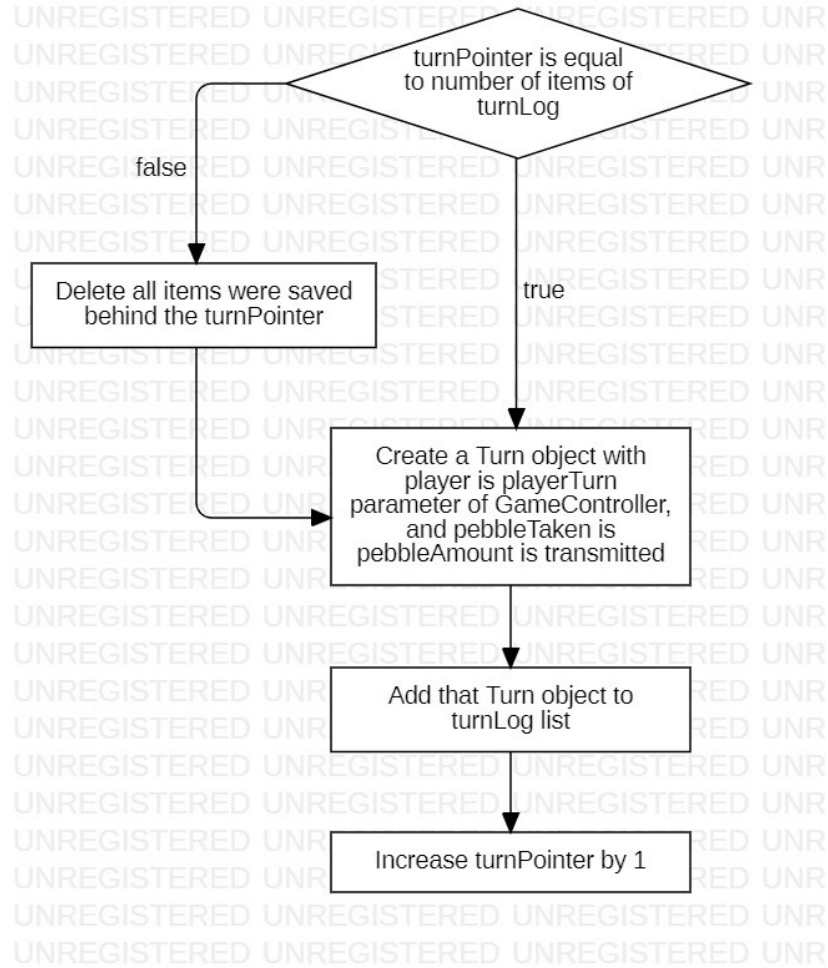 turnPointer is equal
to number of items of
turnLog
false
Delete all items were saved
behind the turnPointer
true
Create a Turn object with
player is playerTurn
parameter of GameController,
and pebbleTaken is
pebbleAmount is transmitted
Add that Turn object to
turnLog list
Increase turnPointer by 1
UNREGISTERED